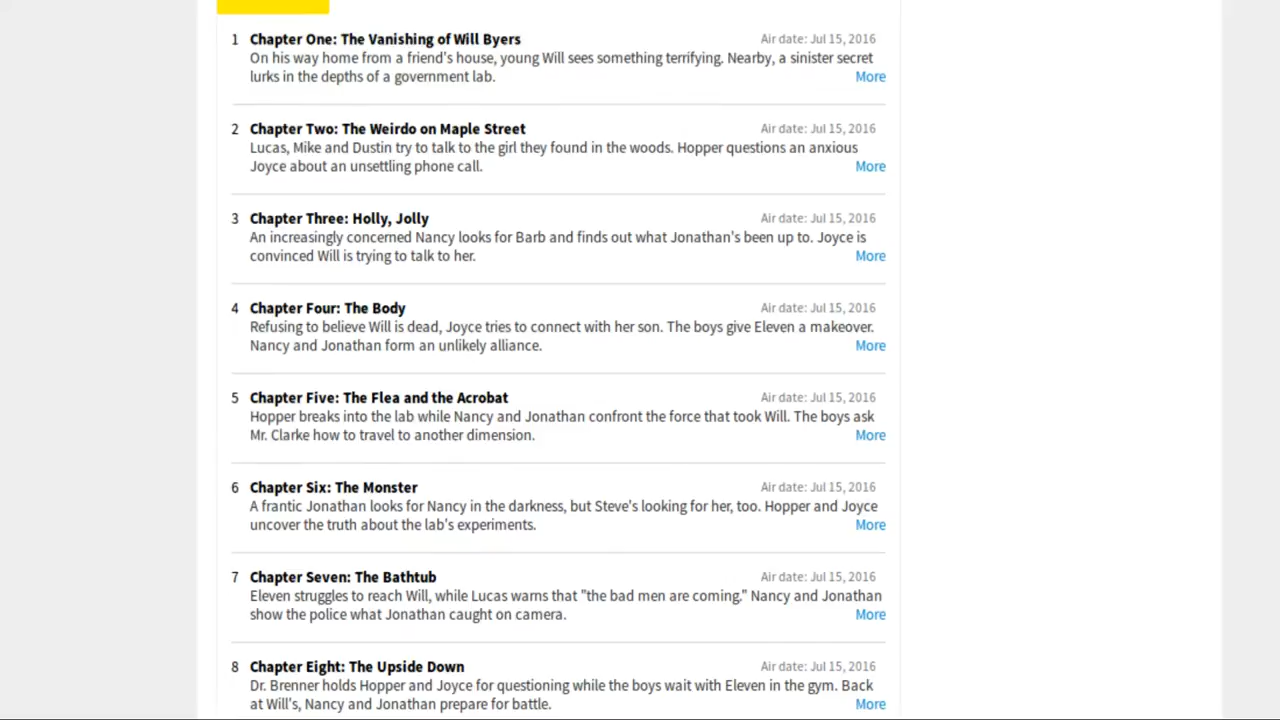 1 Chapter One: The Vanishing of Will Byers Air date: Jul 15, 2016
On his way home from a friend's house, young Will sees something terrifying. Nearby, a sinister secret
lurks in the depths of a government lab. More
2 Chapter Two: The Weirdo on Maple Street Air date: Jul 15, 2016
Lucas, Mike and Dustin try to talk to the girl they found in the woods. Hopper questions an anxious
Joyce about an unsettling phone call. More
3 Chapter Three: Holly, Jolly Air date: Jul 15, 2016
An increasingly concerned Nancy looks for Barb and finds out what Jonathan's been up to. Joyce is
convinced Will is trying to talk to her. More
4 Chapter Four: The Body Air date: Jul 15, 2016
Refusing to believe Will is dead, Joyce tries to connect with her son. The boys give Eleven a makeover.
Nancy and Jonathan form an unlikely alliance. More
5 Chapter Five: The Flea and the Acrobat Air date: Jul 15, 2016
Hopper breaks into the lab while Nancy and Jonathan confront the force that took Will. The boys ask
Mr. Clarke how to travel to another dimension. More
6 Chapter Six: The Monster Air date: Jul 15, 2016
A frantic Jonathan looks for Nancy in the darkness, but Steve's looking for her, too. Hopper and Joyce
uncover the truth about the lab's experiments. More
7 Chapter Seven: The Bathtub Air date: Jul 15, 2016
Eleven struggles to reach Will, while Lucas warns that "the bad men are coming." Nancy and Jonathan
show the police what Jonathan caught on camera. More
8 Chapter Eight: The Upside Down Air date: Jul 15, 2016
Dr. Brenner holds Hopper and Joyce for questioning while the boys wait with Eleven in the gym. Back
at Will's, Nancy and Jonathan prepare for battle. More